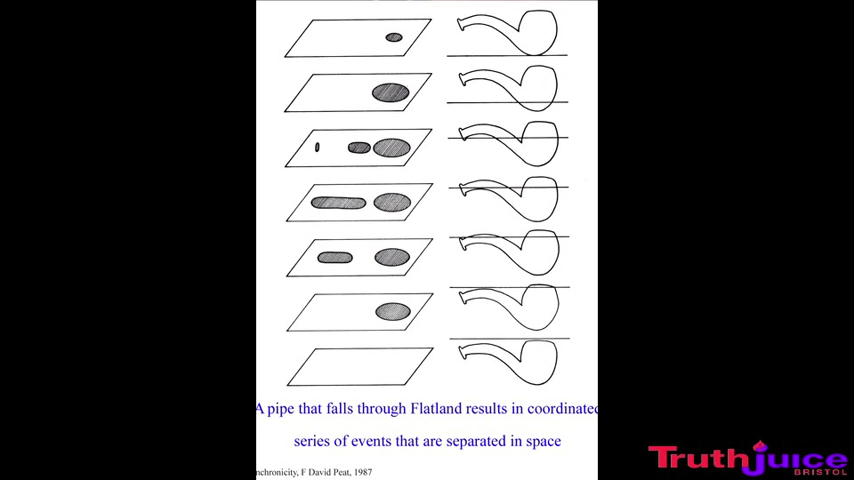 A pipe that falls through Flatland results in coordinated
series of events that are separated in space
nchronicity, F David Peat, 1987
Truthjuice
BRISTOL